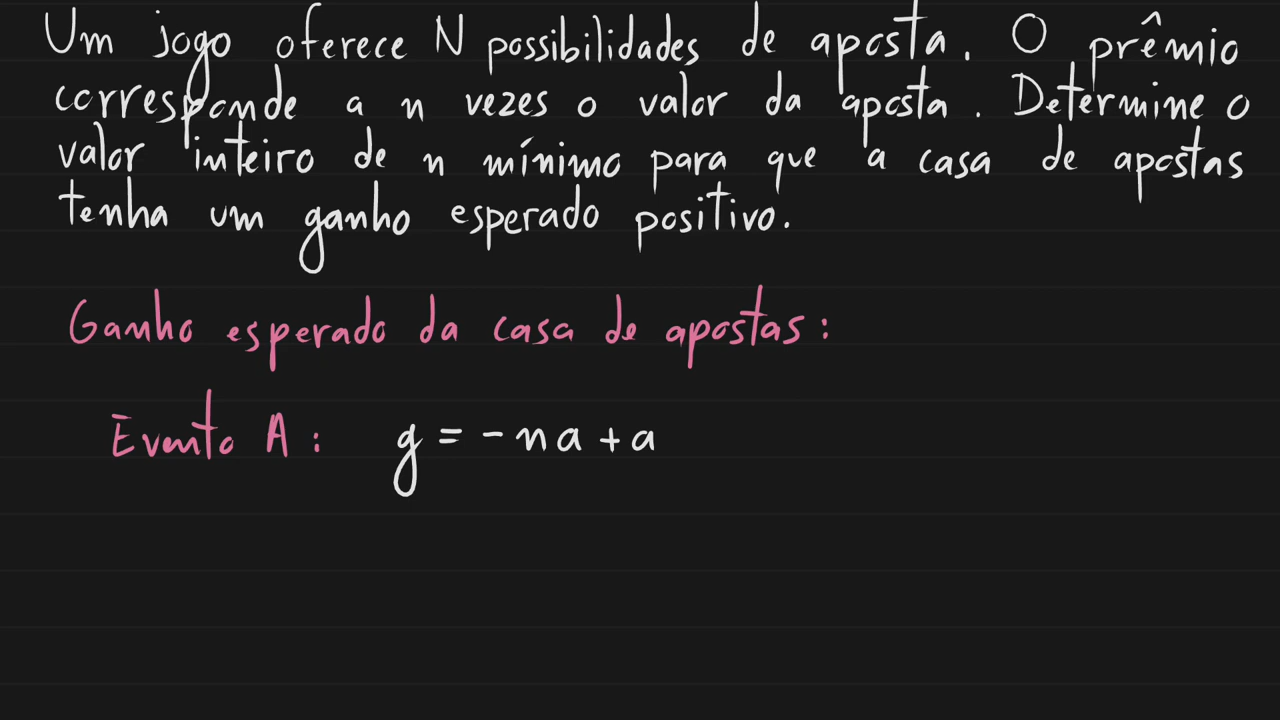 Um jogo oferece N possibilidades de aposta. O prêmio
corresponde a n vezes o valor da aposta. Determine o
valor inteiro de n mínimo para que a casa de apostas
tenha um ganho esperado positivo.
Ganho esperado da casa de apostas:
Evento A: g = - na + a